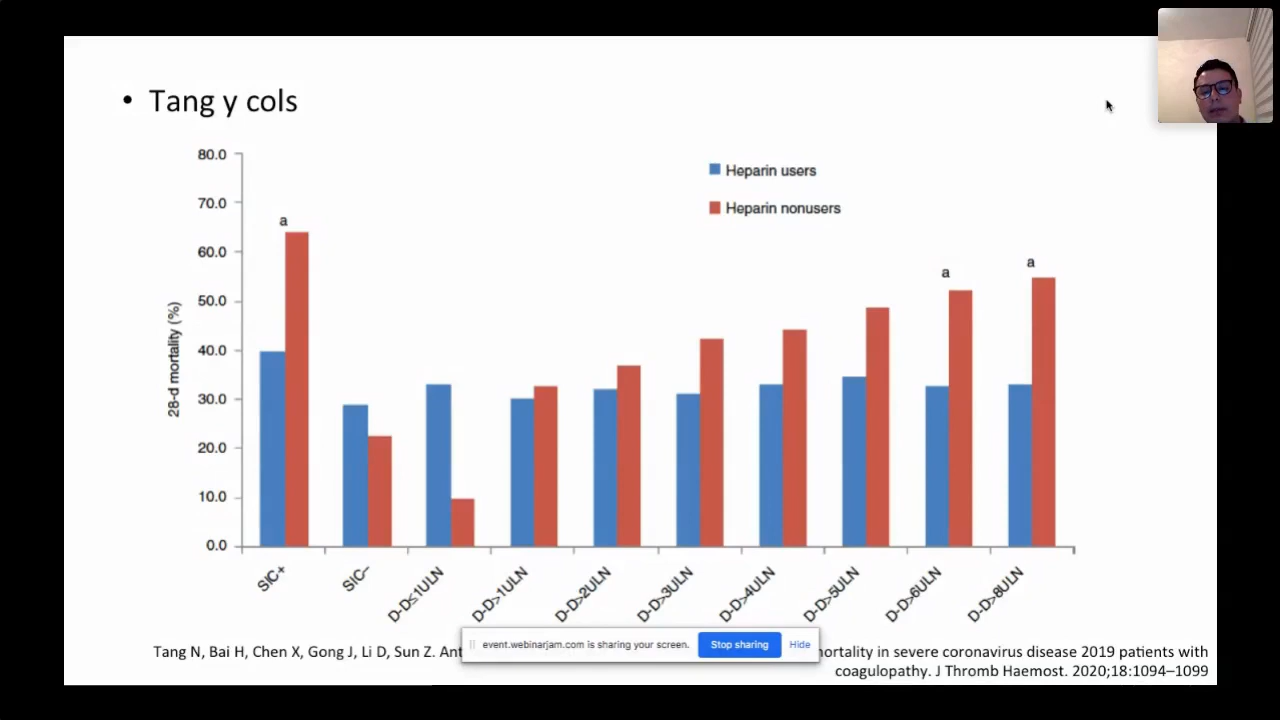 • Tang y cols
80.0
70.0
60.0
50.0
40.0
30.0
20.0
10.0
0.0
28-d mortality (%)
Heparin users
Heparin nonusers
a
a
a
SIC+
SIC−
D-D≤1ULN
D-D>1ULN
D-D>2ULN
D-D>3ULN
D-D>4ULN
D-D>5ULN
D-D>6ULN
D-D>8ULN
event.webinarjam.com is sharing your screen. Stop sharing Hide
Tang N, Bai H, Chen X, Gong J, Li D, Sun Z. in severe coronavirus disease 2019 patients with
coagulopathy. J Thromb Haemost. 2020;18:1094–1099